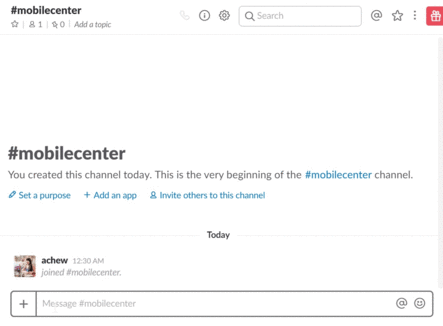 #mobilecenter
1 | 0 | Add a topic
Search
#mobilecenter
You created this channel today. This is the very beginning of the #mobilecenter channel.
Set a purpose + Add an app Invite others to this channel
Today
achew 12:30 AM
joined #mobilecenter.
+ Message #mobilecenter @